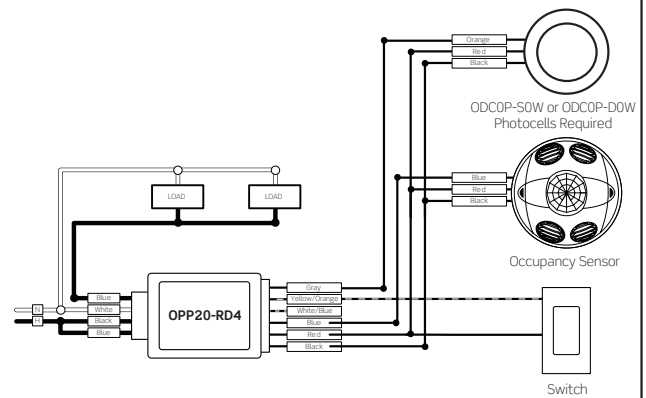 Orange
Red
Black
ODC0P-S0W or ODC0P-D0W
Photocells Required
Blue
Red
Black
Occupancy Sensor
LOAD
LOAD
Blue
N
White
H
Black
Blue
OPP20-RD4
Gray
Yellow/Orange
White/Blue
Blue
Red
Black
Switch